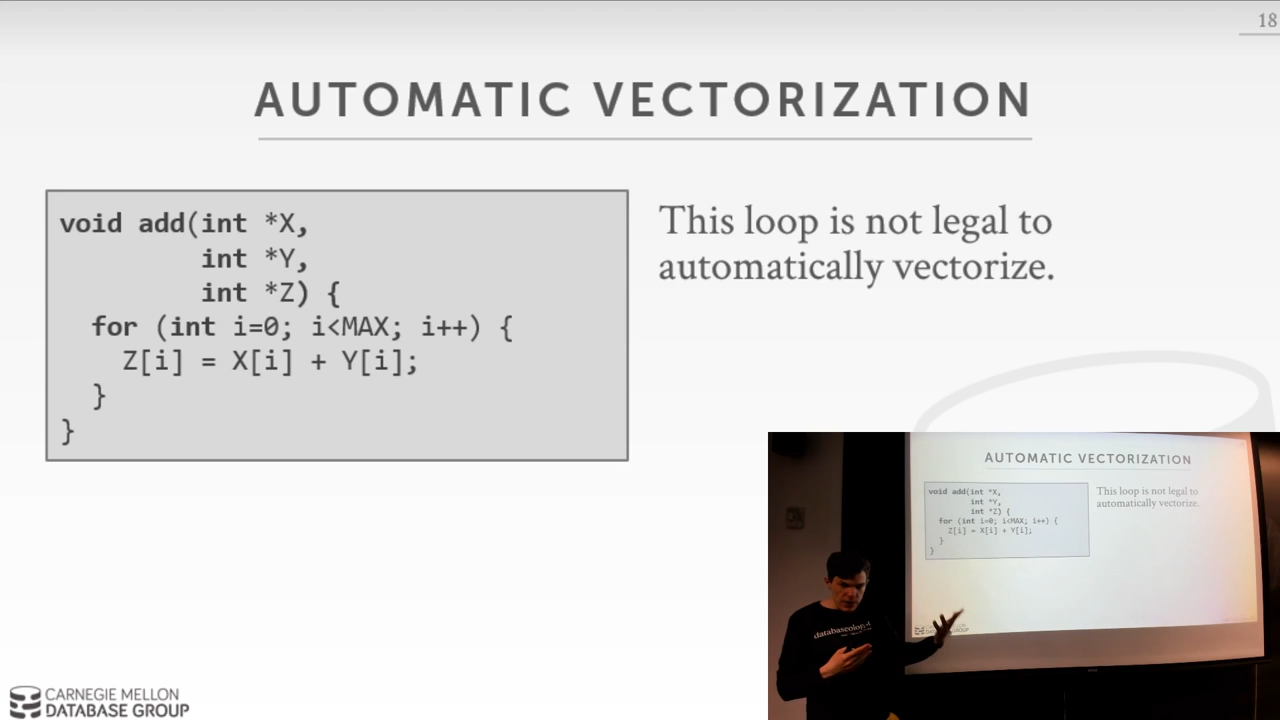 18
AUTOMATIC VECTORIZATION
void add(int *X,
int *Y,
int *Z) {
for (int i=0; i<MAX; i++) {
Z[i] = X[i] + Y[i];
}
}
This loop is not legal to
automatically vectorize.
AUTOMATIC VECTORIZATION
void add(int *X,
int *Y,
int *Z) {
for (int i=0; i<MAX; i++) {
Z[i] = X[i] + Y[i];
}
}
This loop is not legal to
automatically vectorize.
CARNEGIE MELLON
DATABASE GROUP